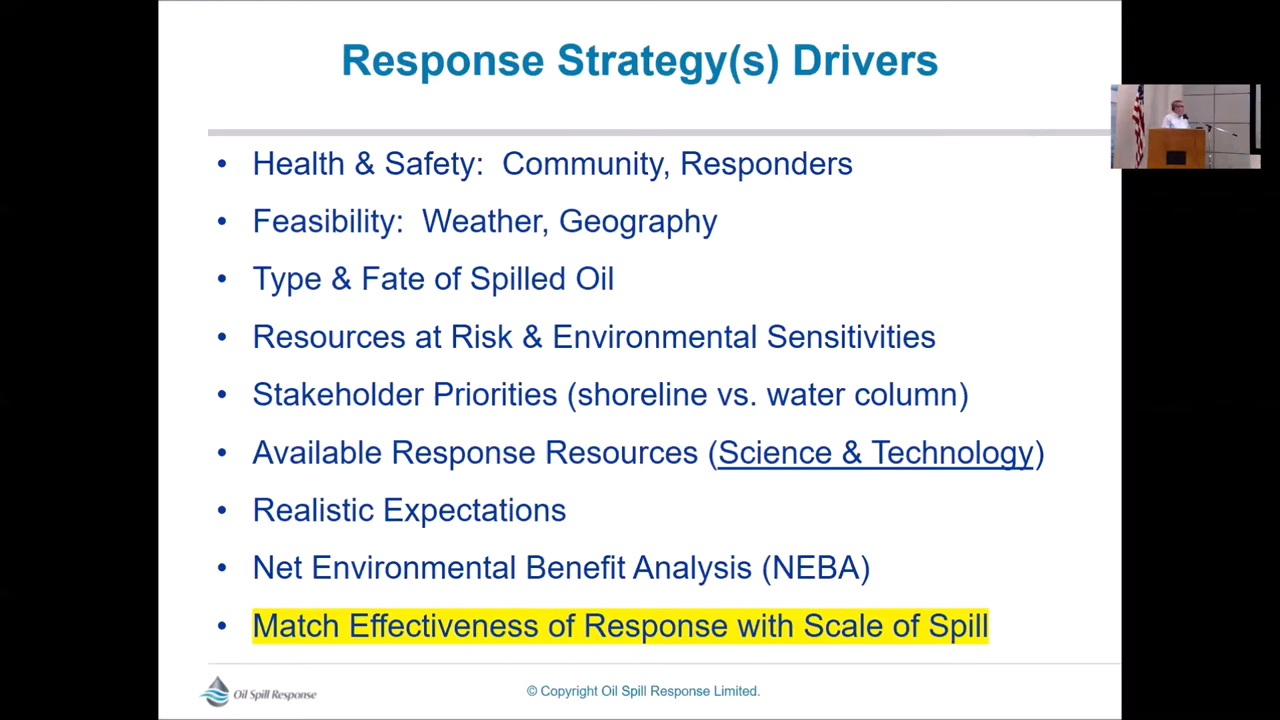 Response Strategy(s) Drivers
• Health & Safety: Community, Responders
• Feasibility: Weather, Geography
• Type & Fate of Spilled Oil
• Resources at Risk & Environmental Sensitivities
• Stakeholder Priorities (shoreline vs. water column)
• Available Response Resources (Science & Technology)
• Realistic Expectations
• Net Environmental Benefit Analysis (NEBA)
• Match Effectiveness of Response with Scale of Spill
Oil Spill Response
© Copyright Oil Spill Response Limited.